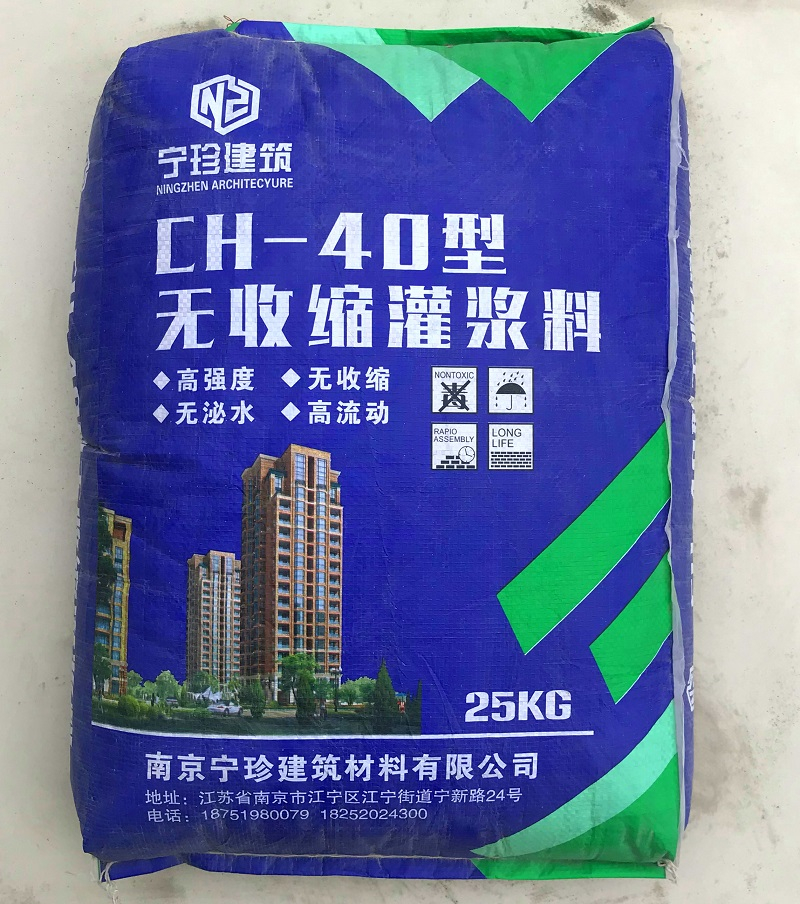 NZ
宁珍建筑
NINGZHEN ARCHITECYURE
CH-40型
无收缩灌浆料
高强度 无收缩
无泌水 高流动
NONTOXIC
毒
RAPID ASSEMBLY
LONG LIFE
25KG
南京宁珍建筑材料有限公司
地址：江苏省南京市江宁区江宁街道宁新路24号
电话：18751980079 18252024300